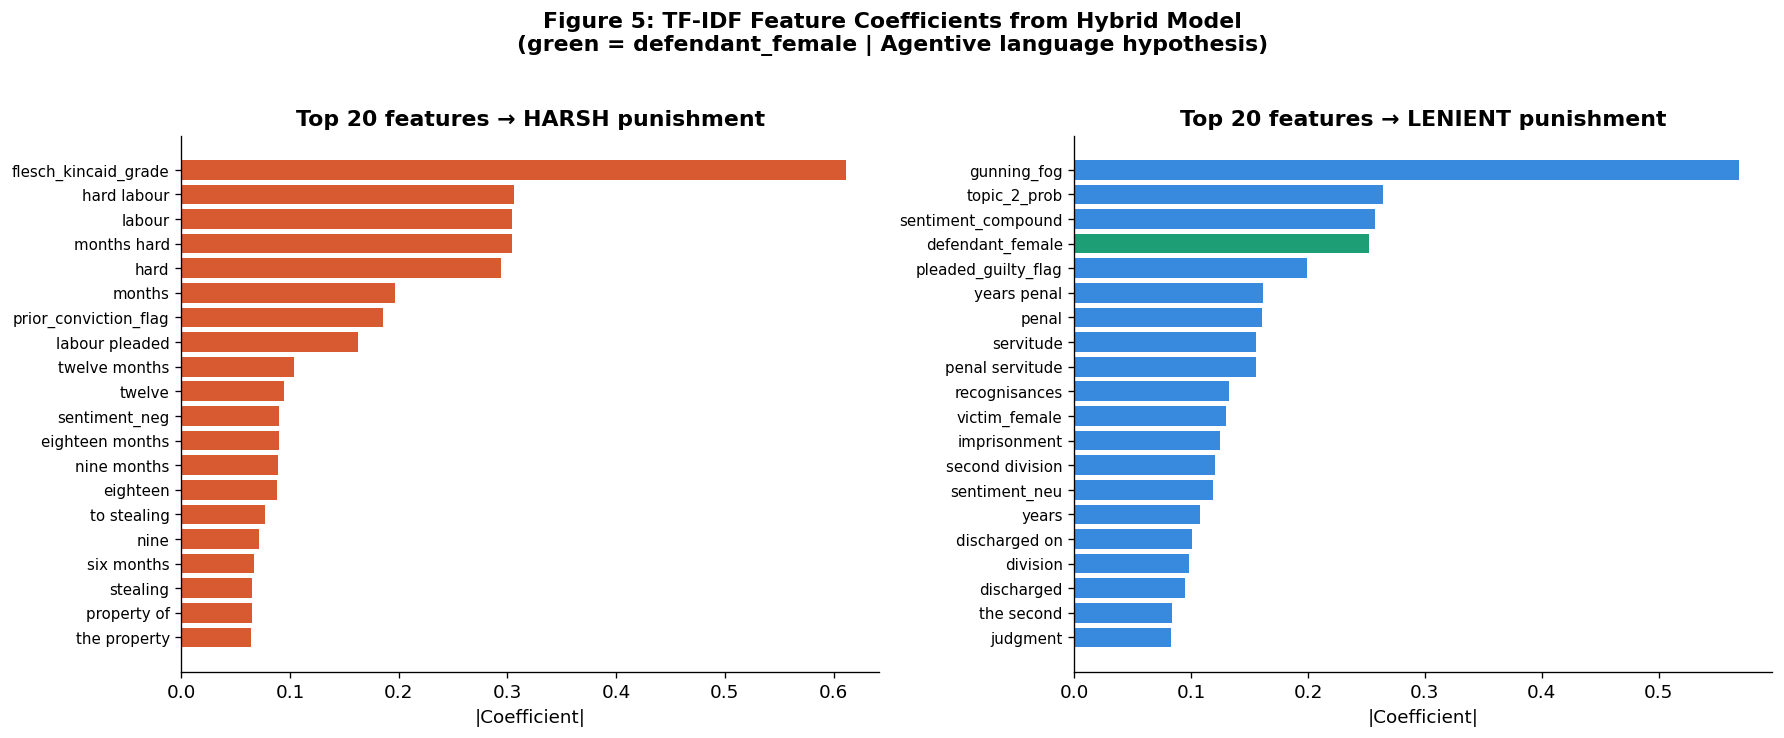 Figure 5: TF-IDF Feature Coefficients from Hybrid Model
(green = defendant_female | Agentive language hypothesis)
Top 20 features → HARSH punishment
flesch_kincaid_grade
hard labour
labour
months hard
hard
months
prior_conviction_flag
labour pleaded
twelve months
twelve
sentiment_neg
eighteen months
nine months
eighteen
to stealing
nine
six months
stealing
property of
the property
0.0 0.1 0.2 0.3 0.4 0.5 0.6
|Coefficient|
Top 20 features → LENIENT punishment
gunning_fog
topic_2_prob
sentiment_compound
defendant_female
pleaded_guilty_flag
years penal
penal
servitude
penal servitude
recognisances
victim_female
imprisonment
second division
sentiment_neu
years
discharged on
division
discharged
the second
judgment
0.0 0.1 0.2 0.3 0.4 0.5
|Coefficient|